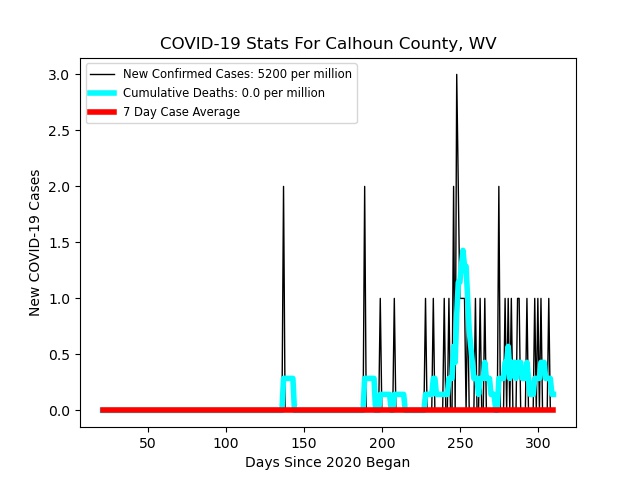 COVID-19 Stats For Calhoun County, WV
New Confirmed Cases: 5200 per million
Cumulative Deaths: 0.0 per million
7 Day Case Average
3.0
2.5
2.0
1.5
1.0
0.5
0.0
New COVID-19 Cases
50 100 150 200 250 300
Days Since 2020 Began